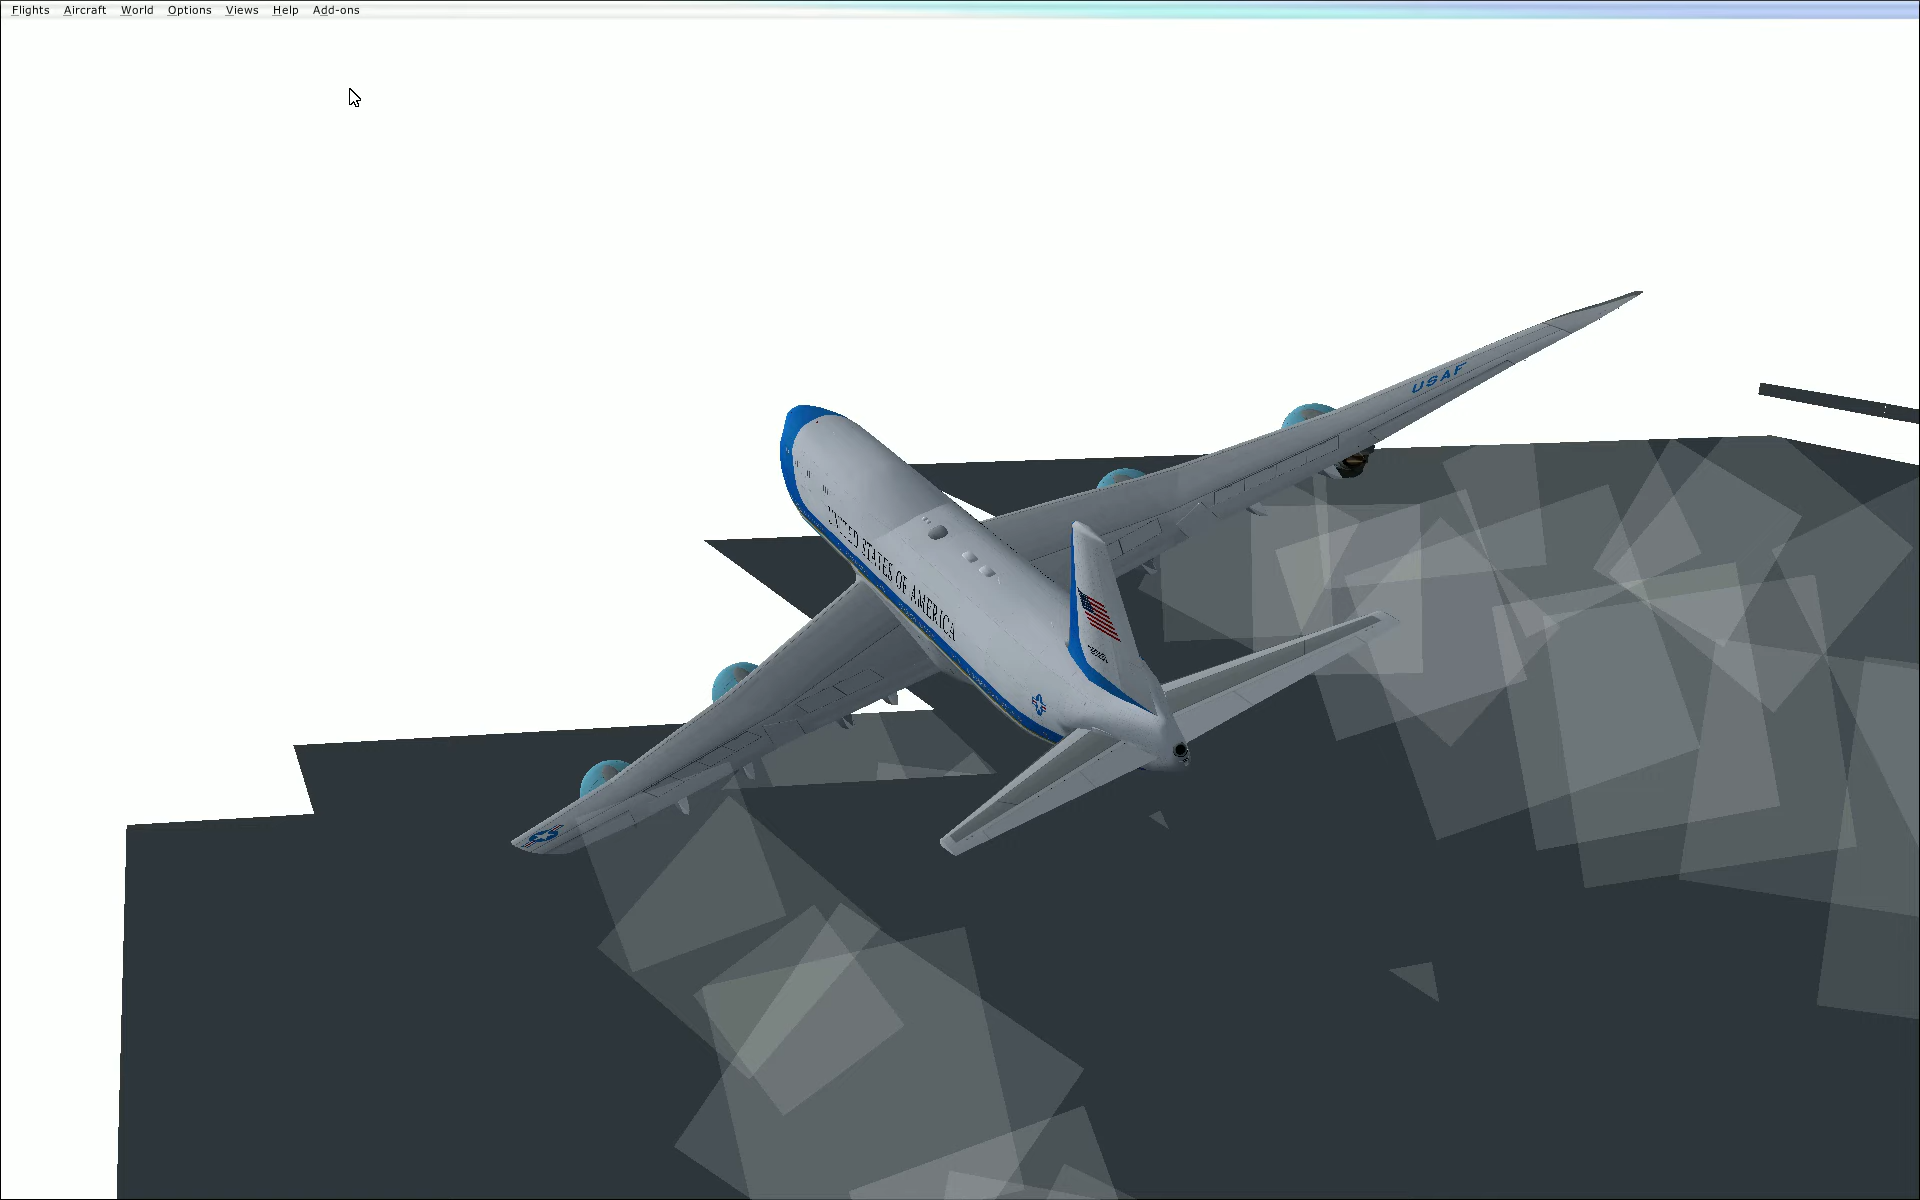 Flights Aircraft World Options Views Help Add-ons
USAF
UNITED STATES OF AMERICA